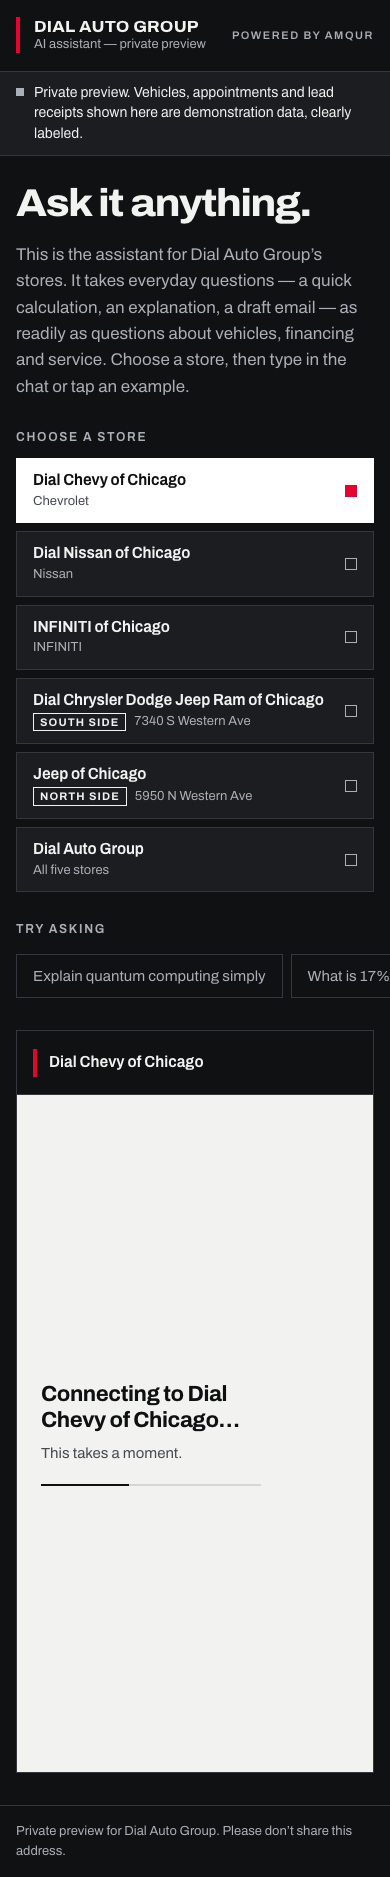 DIAL AUTO GROUP
AI assistant — private preview
POWERED BY AMQUR
Private preview. Vehicles, appointments and lead
receipts shown here are demonstration data, clearly
labeled.
Ask it anything.
This is the assistant for Dial Auto Group’s
stores. It takes everyday questions — a quick
calculation, an explanation, a draft email — as
readily as questions about vehicles, financing
and service. Choose a store, then type in the
chat or tap an example.
CHOOSE A STORE
Dial Chevy of Chicago
Chevrolet
Dial Nissan of Chicago
Nissan
INFINITI of Chicago
INFINITI
Dial Chrysler Dodge Jeep Ram of Chicago
SOUTH SIDE 7340 S Western Ave
Jeep of Chicago
NORTH SIDE 5950 N Western Ave
Dial Auto Group
All five stores
TRY ASKING
Explain quantum computing simply
What is 17%
Dial Chevy of Chicago
Connecting to Dial
Chevy of Chicago…
This takes a moment.
Private preview for Dial Auto Group. Please don’t share this
address.